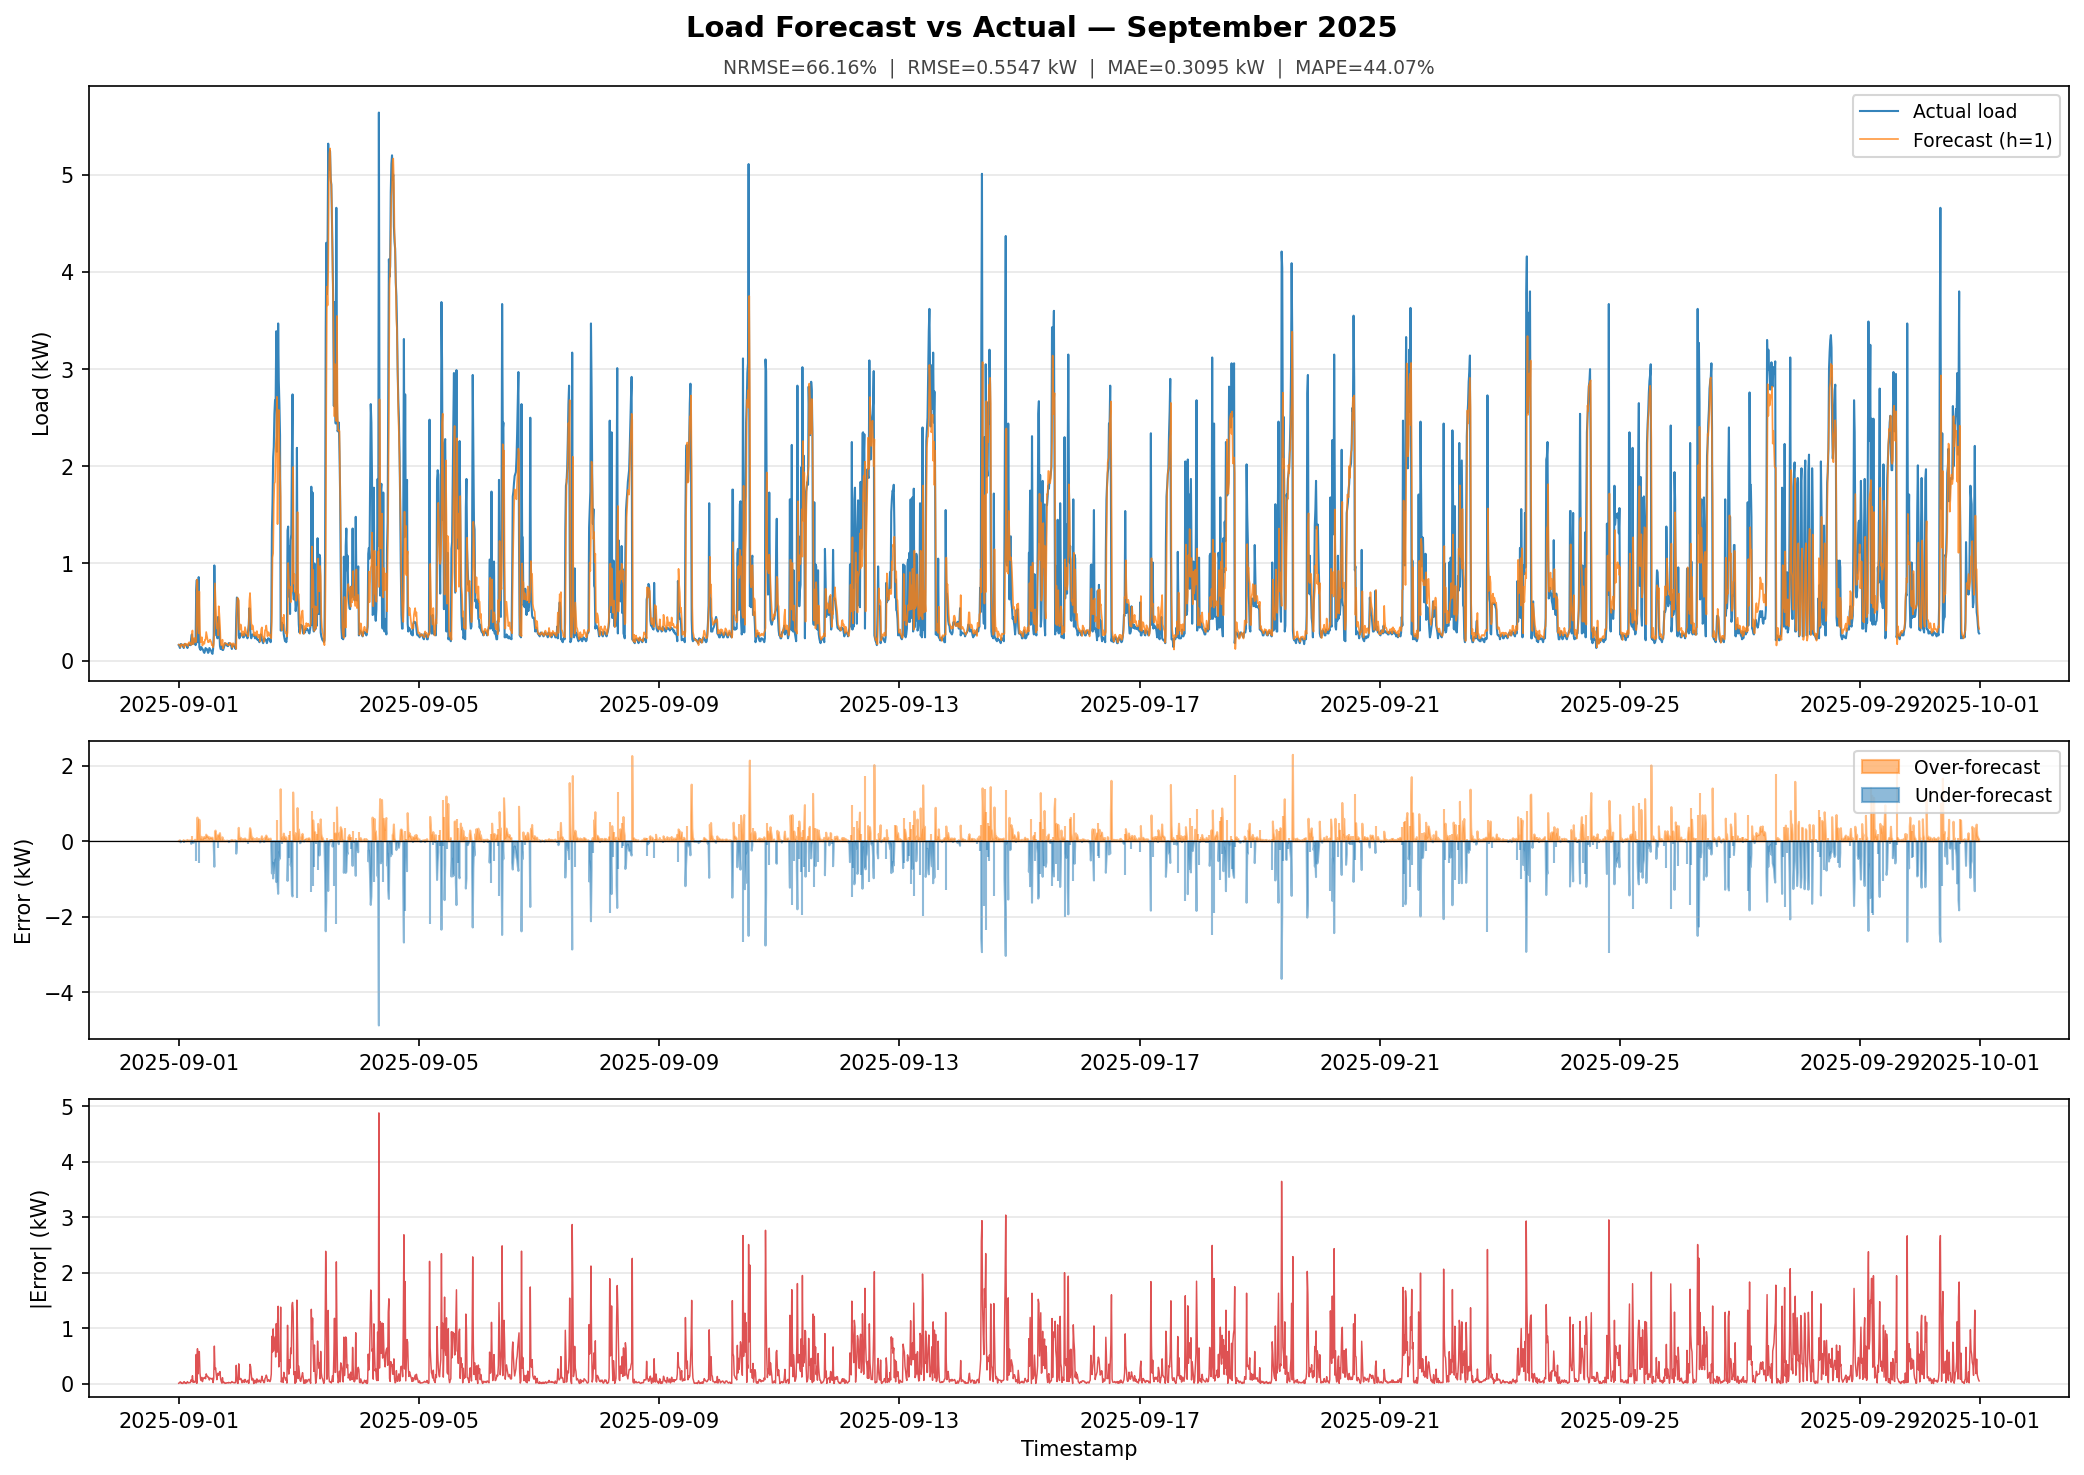 Load Forecast vs Actual — September 2025
NRMSE=66.16% | RMSE=0.5547 kW | MAE=0.3095 kW | MAPE=44.07%
Actual load
Forecast (h=1)
Load (kW)
5
4
3
2
1
0
2025-09-01 2025-09-05 2025-09-09 2025-09-13 2025-09-17 2025-09-21 2025-09-25 2025-09-29 2025-10-01
Over-forecast
Under-forecast
Error (kW)
2
0
−2
−4
2025-09-01 2025-09-05 2025-09-09 2025-09-13 2025-09-17 2025-09-21 2025-09-25 2025-09-29 2025-10-01
|Error| (kW)
5
4
3
2
1
0
2025-09-01 2025-09-05 2025-09-09 2025-09-13 2025-09-17 2025-09-21 2025-09-25 2025-09-29 2025-10-01
Timestamp